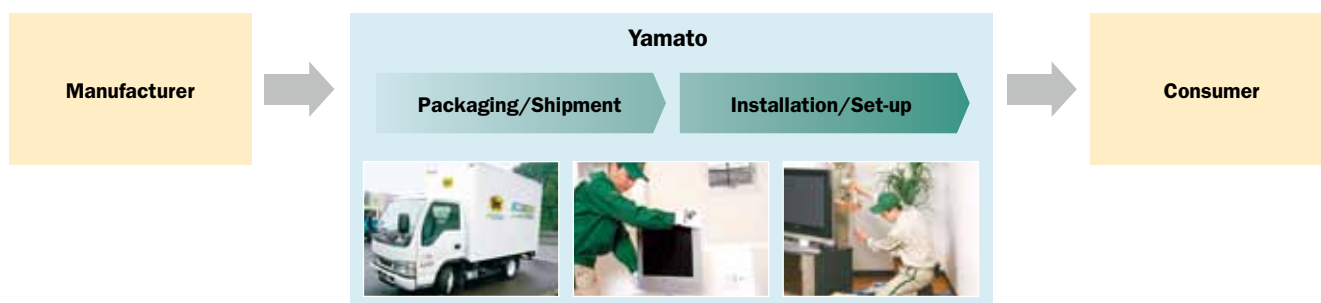 Yamato
Manufacturer
Packaging/Shipment
Installation/Set-up
Consumer